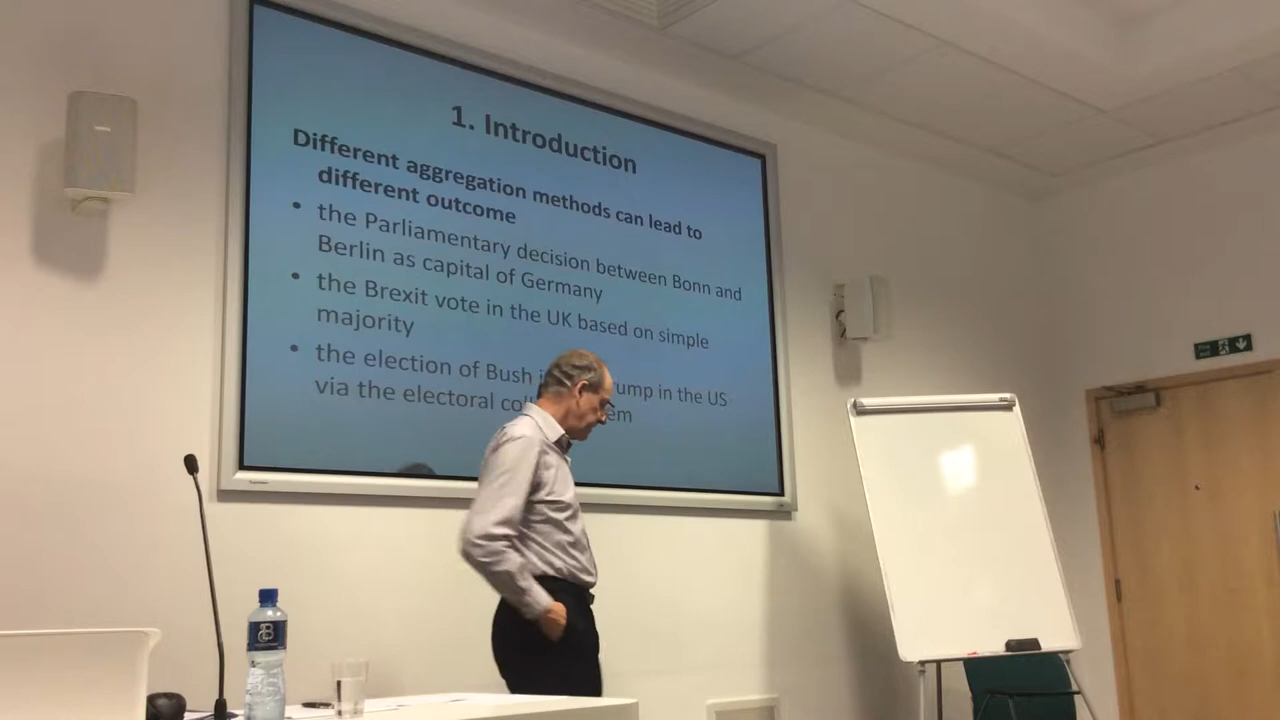 1. Introduction
Different aggregation methods can lead to
different outcome
• the Parliamentary decision between Bonn and
Berlin as capital of Germany
• the Brexit vote in the UK based on simple
majority
• the election of Bush ump in the US
via the electoral em